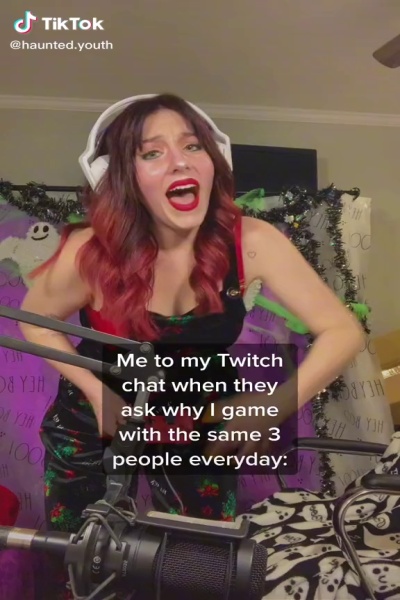 TikTok
@haunted.youth
Me to my Twitch
chat when they
ask why I game
with the same 3
people everyday: